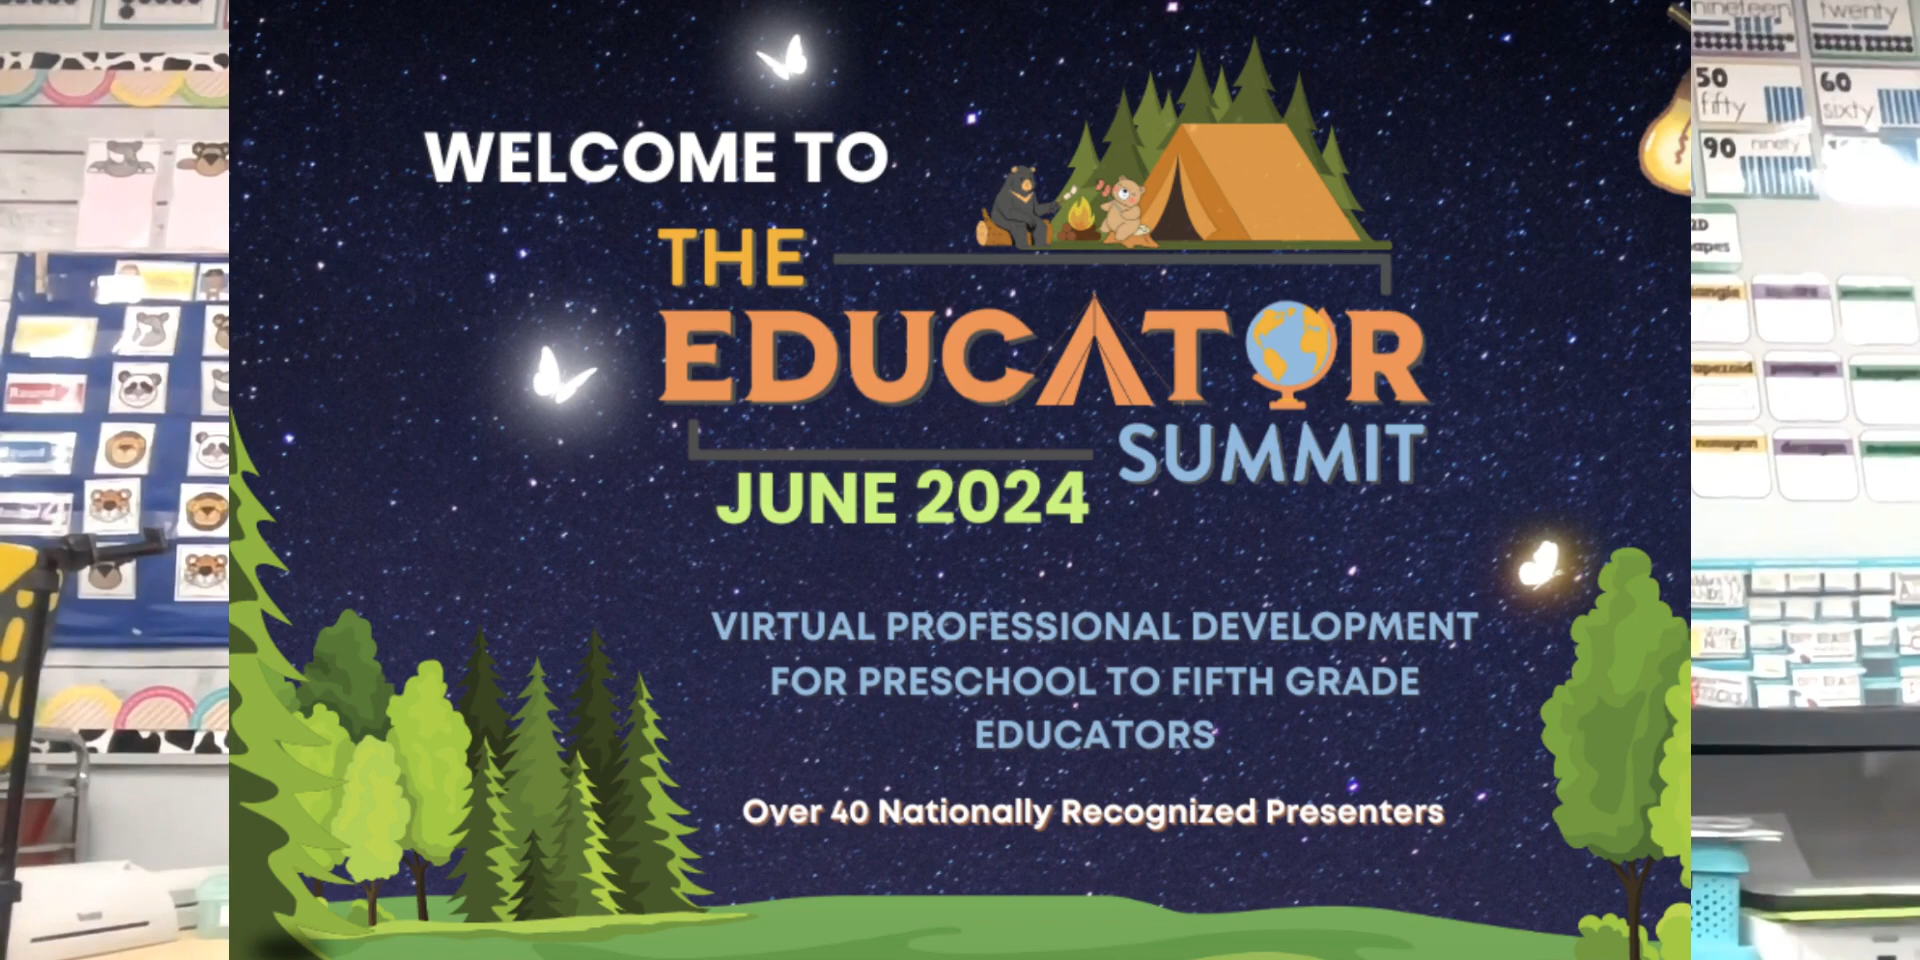 WELCOME TO
THE
EDUCATOR
SUMMIT
JUNE 2024
VIRTUAL PROFESSIONAL DEVELOPMENT
FOR PRESCHOOL TO FIFTH GRADE
EDUCATORS
Over 40 Nationally Recognized Presenters
nineteen
twenty
50
fifty
60
sixty
90
ninety